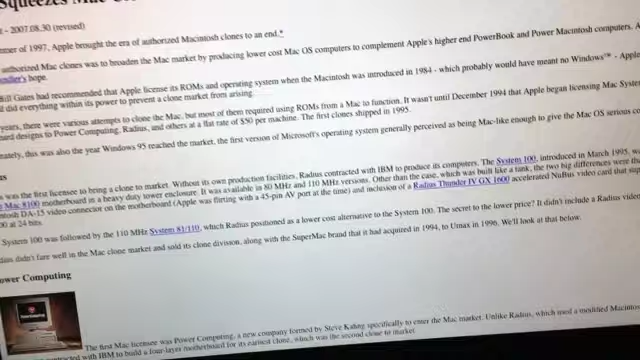 Squeezes Mac
- 2007.08.30 (revised)
mer of 1997, Apple brought the era of authorized Macintosh clones to an end.*
authorized Mac clones was to broaden the Mac market by producing lower cost Mac OS computers to complement Apple's higher end PowerBook and Power Macintosh computers. A
hope.
Bill Gates had recommended that Apple license its ROMs and operating system when the Macintosh was introduced in 1984 - which probably would have meant no Windows™ - Apple
did everything within its power to prevent a clone market from arising.
years, there were various attempts to clone the Mac, but most of them required using ROMs from a Mac to function. It wasn't until December 1994 that Apple began licensing Mac System
designs to Power Computing, Radius, and others at a flat rate of $50 per machine. The first clones shipped in 1995.
nately, this was also the year Windows 95 reached the market, the first version of Microsoft's operating system generally perceived as being Mac-like enough to give the Mac OS serious co
us
s was the first licensee to bring a clone to market. Without its own production facilities, Radius contracted with IBM to produce its computers. The System 100, introduced in March 1995, wa
Mac 8100 motherboard in a heavy duty tower enclosure. It was available in 80 MHz and 110 MHz versions. Other than the case, which was built like a tank, the two big differences were th
ntosh DA-15 video connector on the motherboard (Apple was flirting with a 45-pin AV port at the time) and inclusion of a Radius Thunder IV GX 1600 accelerated NuBus video card that sup
00 at 24 bits.
System 100 was followed by the 110 MHz System 81/110, which Radius positioned as a lower cost alternative to the System 100. The secret to the lower price? It didn't include a Radius video
dius didn't fare well in the Mac clone market and sold its clone division, along with the SuperMac brand that it had acquired in 1994, to Umax in 1996. We'll look at that below.
ower Computing
The first Mac licensee was Power Computing, a new company formed by Steve Kahng specifically to enter the Mac market. Unlike Radius, which used a modified Macintos
contracted with IBM to build a four-layer motherboard for its earliest clone, which was the second clone to market